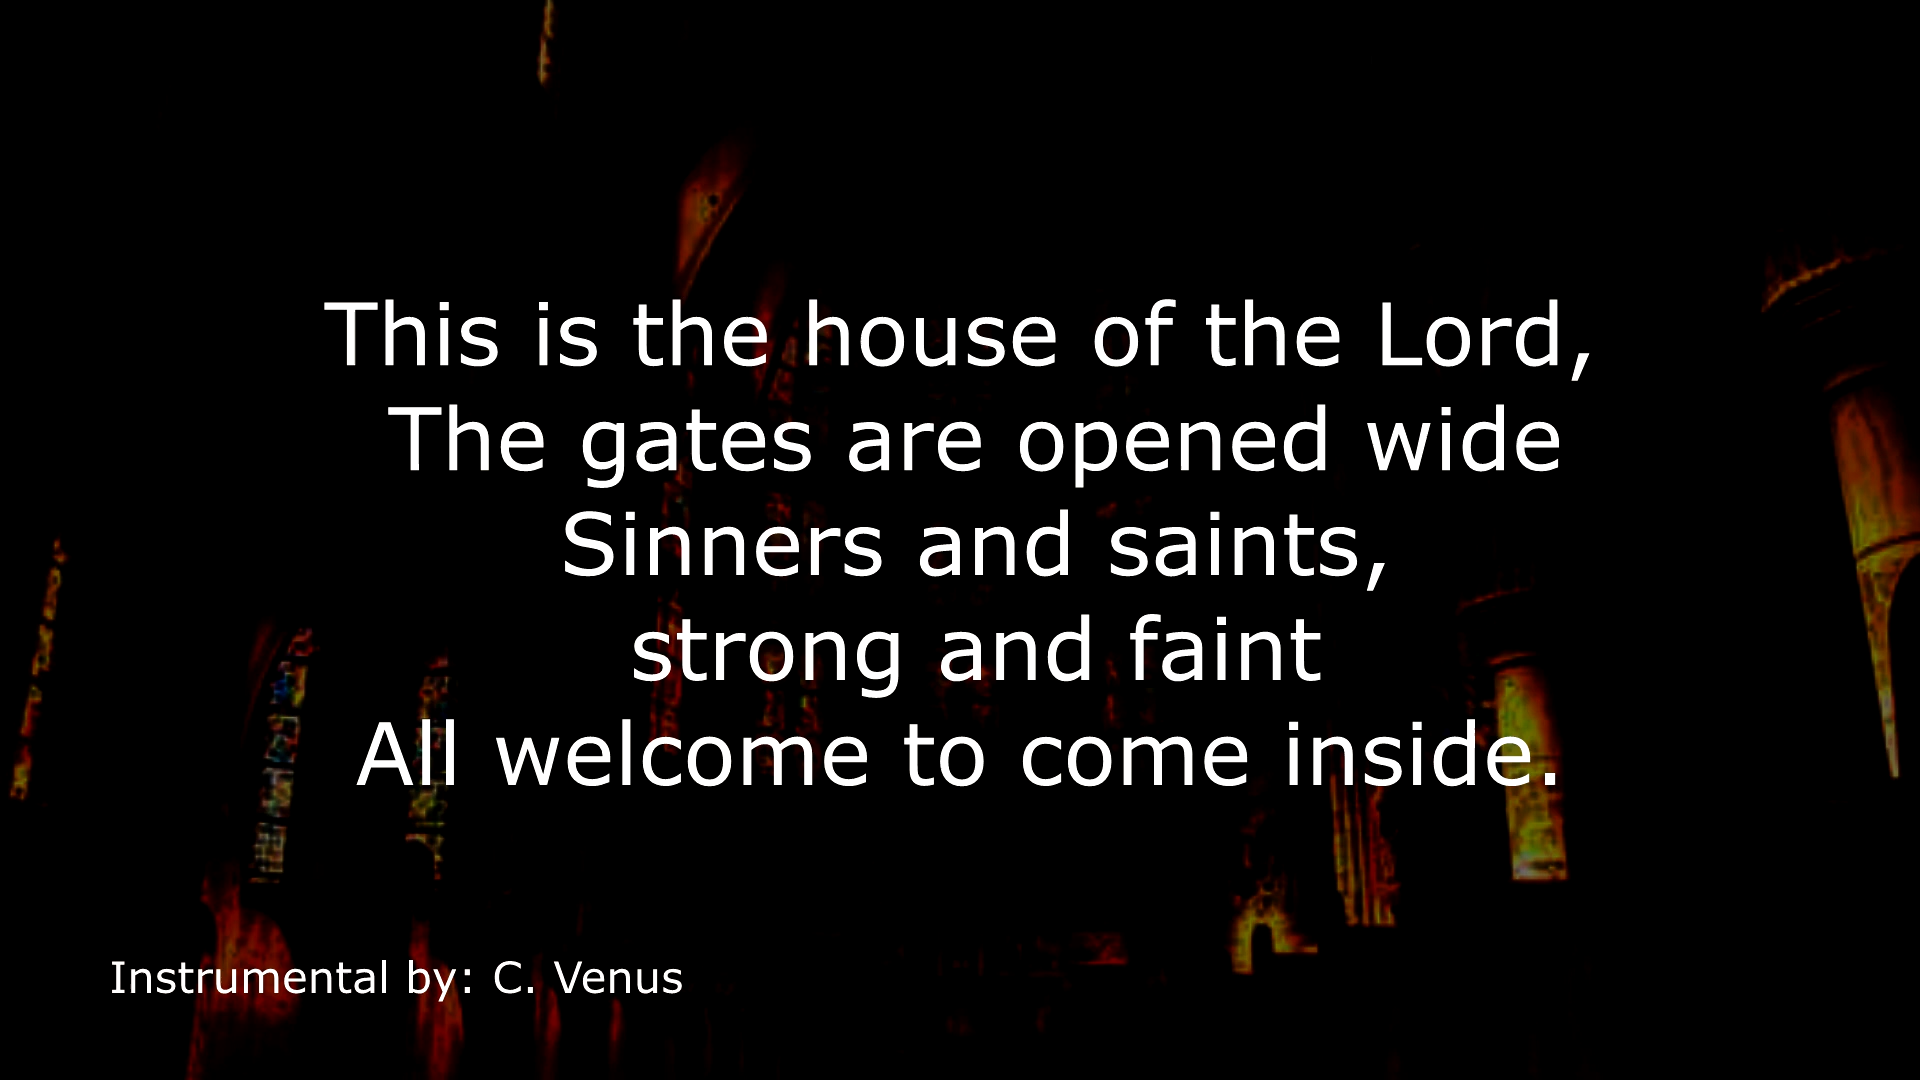 This is the house of the Lord,
The gates are opened wide
Sinners and saints,
strong and faint
All welcome to come inside.
Instrumental by: C. Venus